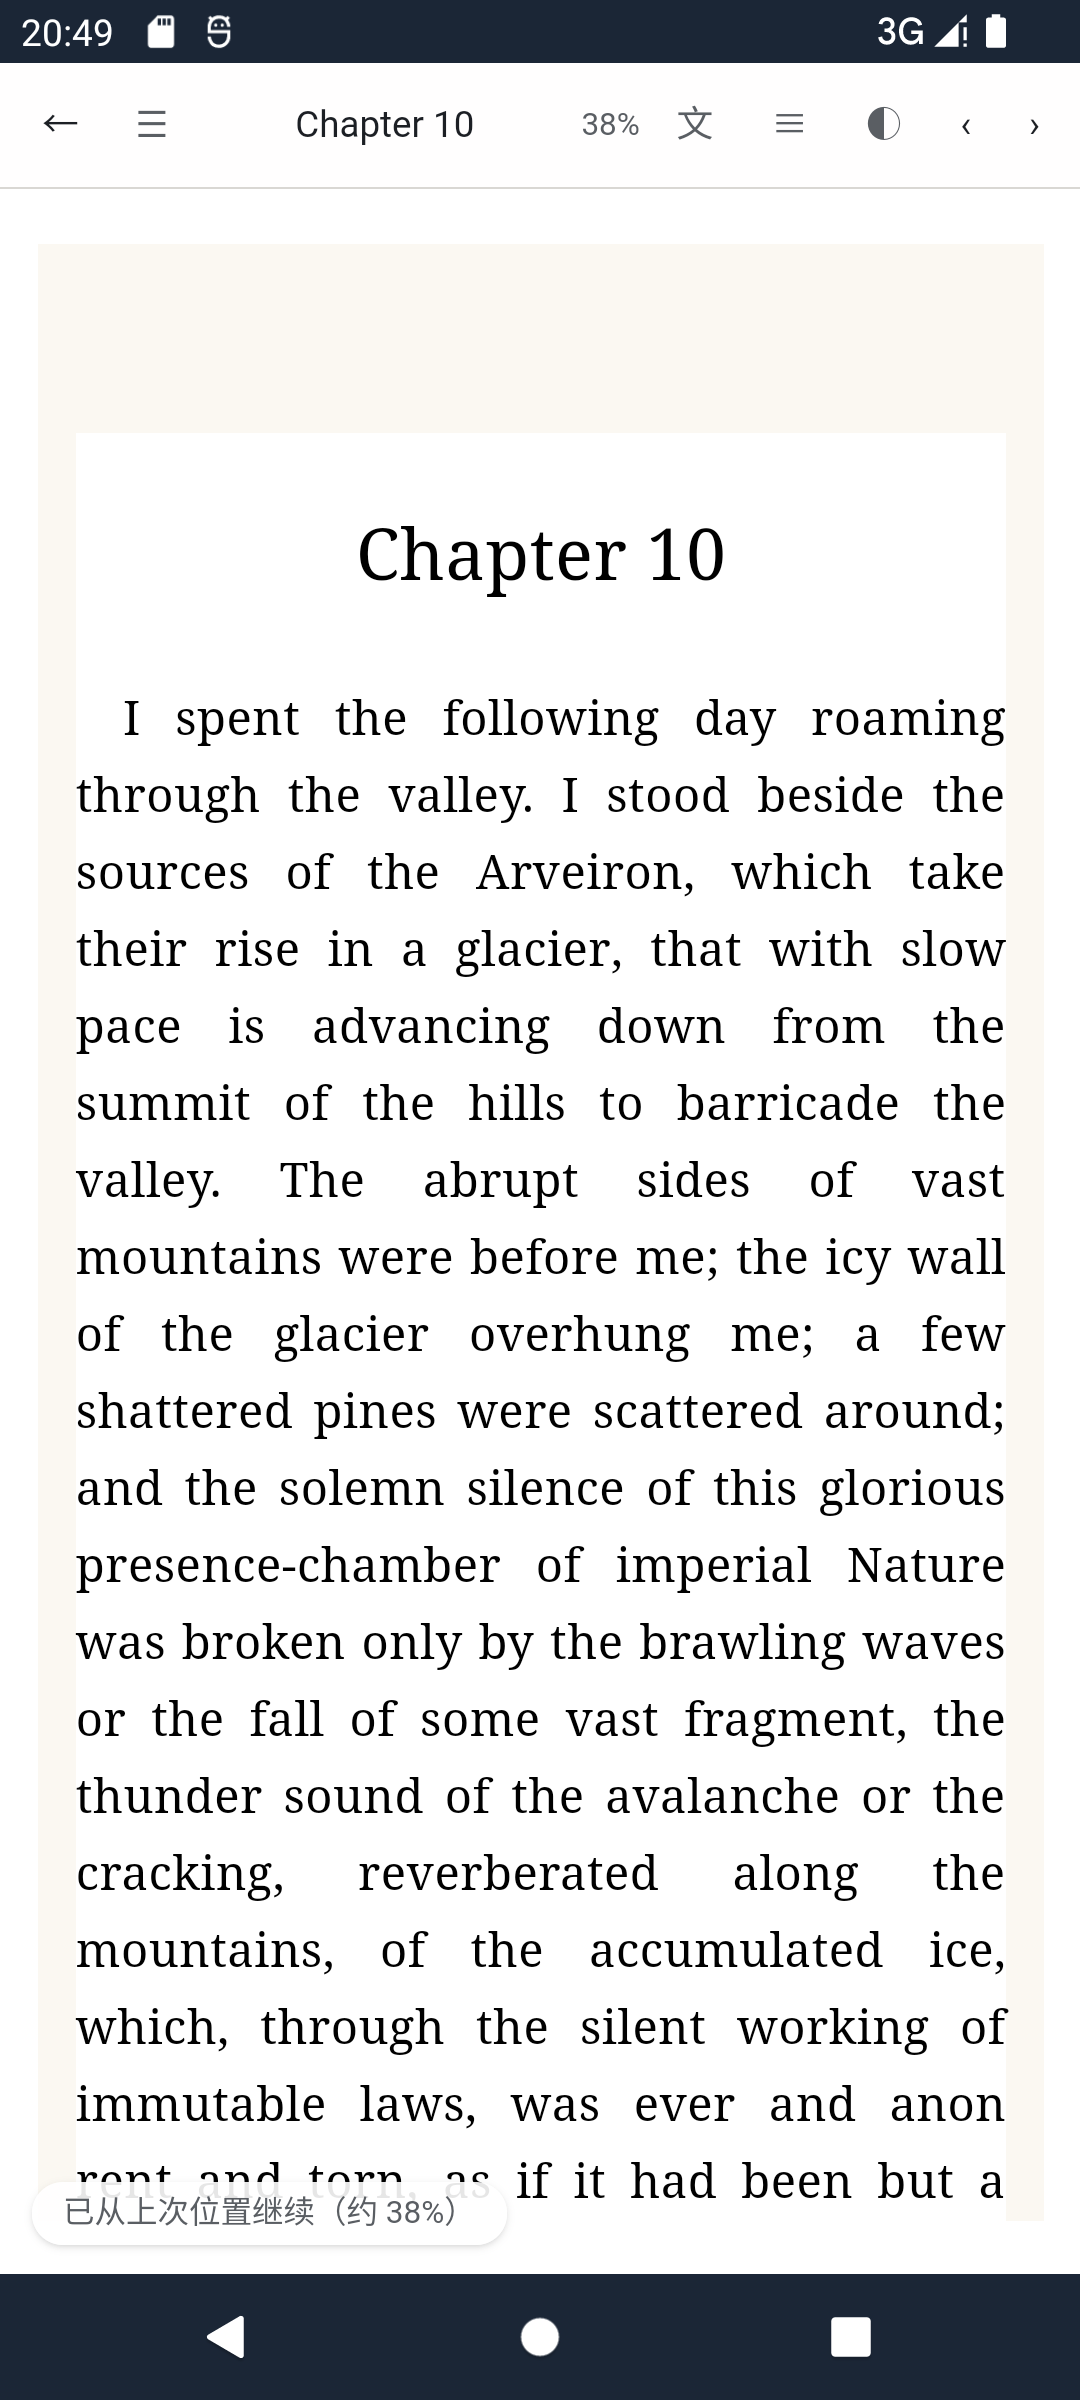 20:49
3G
Chapter 10
38%
文
Chapter 10
I spent the following day roaming
through the valley. I stood beside the
sources of the Arveiron, which take
their rise in a glacier, that with slow
pace is advancing down from the
summit of the hills to barricade the
valley. The abrupt sides of vast
mountains were before me; the icy wall
of the glacier overhung me; a few
shattered pines were scattered around;
and the solemn silence of this glorious
presence-chamber of imperial Nature
was broken only by the brawling waves
or the fall of some vast fragment, the
thunder sound of the avalanche or the
cracking, reverberated along the
mountains, of the accumulated ice,
which, through the silent working of
immutable laws, was ever and anon
rent and torn, as if it had been but a
已从上次位置继续（约 38%）